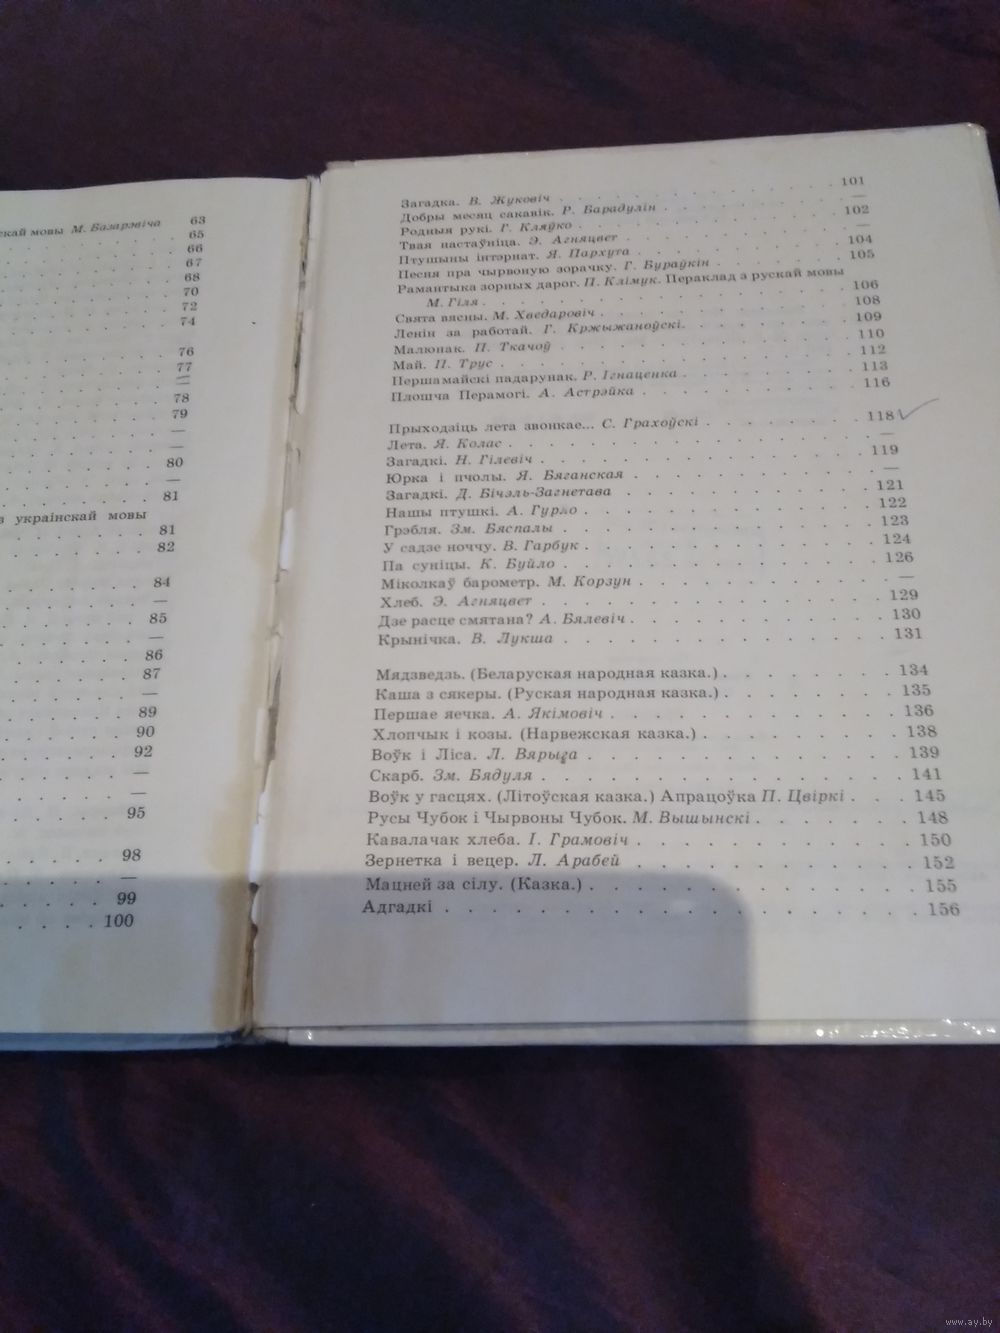 скай мовы М. Базарэвіча 63
65
66
67
68
70
72
74
76
77
—
78
79
—
—
80
—
81
з украінскай мовы
81
82
84
—
85
—
86
87
—
89
90
92
—
—
95
98
—
99
100
Загадка. В. Жуковіч 101
Добры месяц сакавік. Р. Барадулін —
Родныя рукі. Г. Кляўко 102
Твая настаўніца. Э. Агняцвет —
Птушыны інтэрнат. Я. Пархута 104
Песня пра чырвоную зорачку. Г. Бураўкін 105
Рамантыка зорных дарог. П. Клімук. Пераклад з рускай мовы
М. Гіля 106
Свята вясны. М. Хведаровіч 108
Ленін за работай. Г. Кржыжаноўскі 109
Малюнак. П. Ткачоў 110
Май. П. Трус 112
Першамайскі падарунак. Р. Ігнаценка 113
Плошча Перамогі. А. Астрэйка 116
Прыходзіць лета звонкае... С. Грахоўскі 118
Лета. Я. Колас —
Загадкі. Н. Гілевіч 119
Юрка і пчолы. Я. Бяганская —
Загадкі. Д. Бічэль-Загнетава 121
Нашы птушкі. А. Гурло 122
Грэбля. Зм. Бяспалы 123
У садзе ноччу. В. Гарбук 124
Па суніцы. К. Буйло 126
Міколкаў барометр. М. Корзун —
Хлеб. Э. Агняцвет 129
Дзе расце смятана? А. Бялевіч 130
Крынічка. В. Лукша 131
Мядзведзь. (Беларуская народная казка.) 134
Каша з сякеры. (Руская народная казка.) 135
Першае яечка. А. Якімовіч 136
Хлопчык і козы. (Нарвежская казка.) 138
Воўк і Ліса. Л. Вярыга 139
Скарб. Зм. Бядуля 141
Воўк у гасцях. (Літоўская казка.) Апрацоўка П. Цвіркі 145
Русы Чубок і Чырвоны Чубок. М. Вышынскі 148
Кавалачак хлеба. І. Грамовіч 150
Зернетка і вецер. Л. Арабей 152
Мацней за сілу. (Казка.) 155
Адгадкі 156
www.ay.by